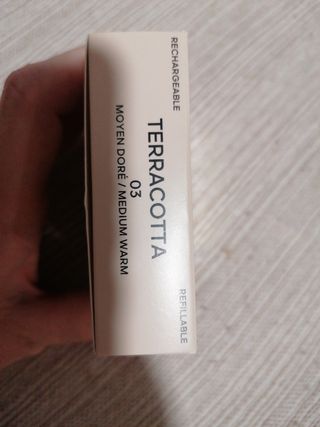 RECHARGEABLE
TERRACOTTA
03
MOYEN DORÉ / MEDIUM WARM
REFILLABLE